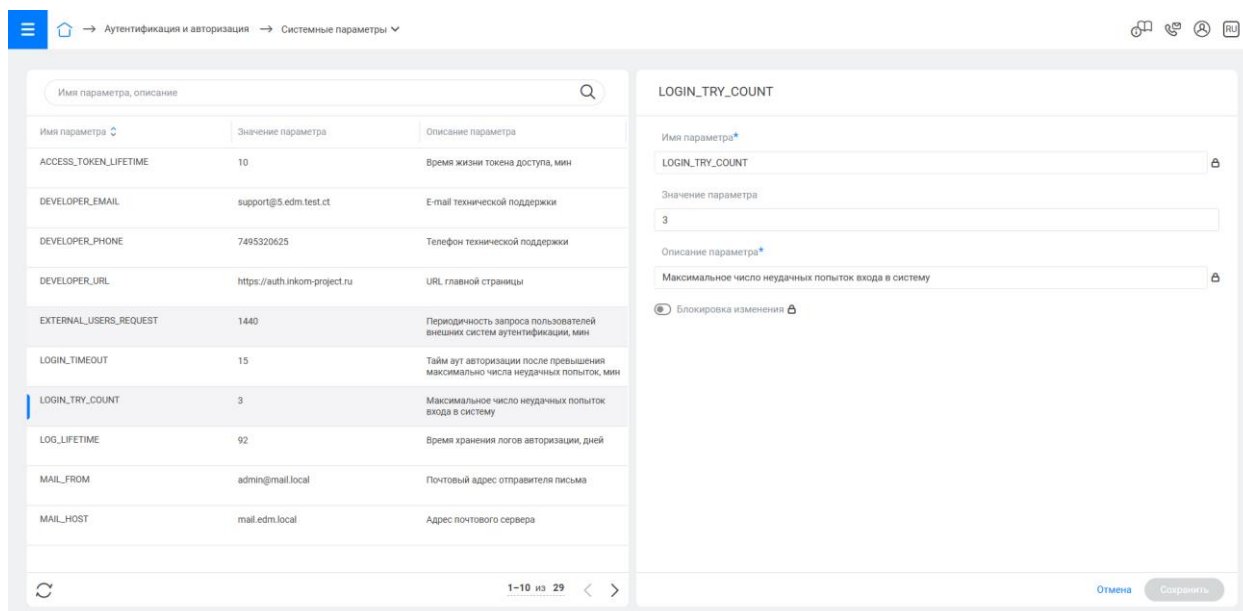 Аутентификация и авторизация
Системные параметры
RU
Имя параметра, описание
Имя параметра Значение параметра Описание параметра
ACCESS_TOKEN_LIFETIME 10 Время жизни токена доступа, мин
DEVELOPER_EMAIL support@5.edm.test.ct E-mail технической поддержки
DEVELOPER_PHONE 7495320625 Телефон технической поддержки
DEVELOPER_URL https://auth.inkom-project.ru URL главной страницы
EXTERNAL_USERS_REQUEST 1440 Периодичность запроса пользователей
внешних систем аутентификации, мин
LOGIN_TIMEOUT 15 Тайм аут авторизации после превышения
максимально числа неудачных попыток, мин
LOGIN_TRY_COUNT 3 Максимальное число неудачных попыток
входа в систему
LOG_LIFETIME 92 Время хранения логов авторизации, дней
MAIL_FROM admin@mail.local Почтовый адрес отправителя письма
MAIL_HOST mail.edm.local Адрес почтового сервера
1–10 из 29
LOGIN_TRY_COUNT
Имя параметра*
LOGIN_TRY_COUNT
Значение параметра
3
Описание параметра*
Максимальное число неудачных попыток входа в систему
Блокировка изменения
Отмена Сохранить